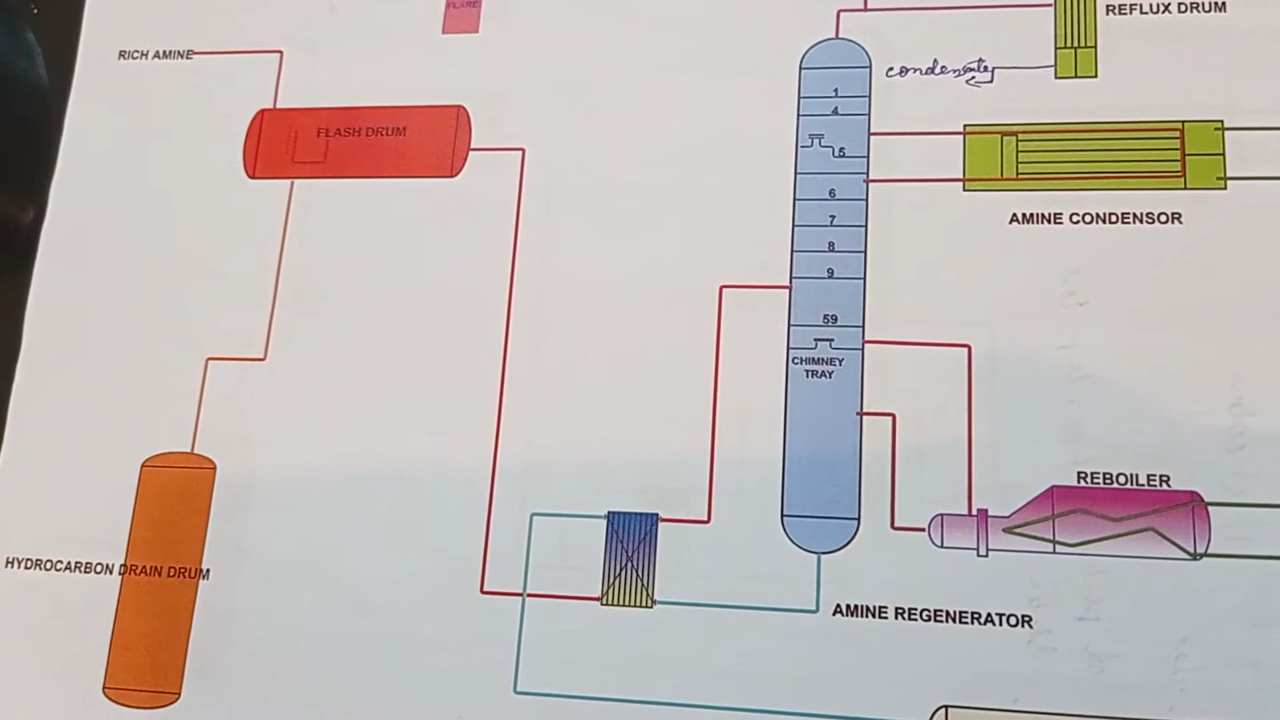 FLARE
REFLUX DRUM
RICH AMINE
condensate
FLASH DRUM
1
4
5
6
7
8
9
59
CHIMNEY
TRAY
AMINE CONDENSOR
REBOILER
HYDROCARBON DRAIN DRUM
AMINE REGENERATOR